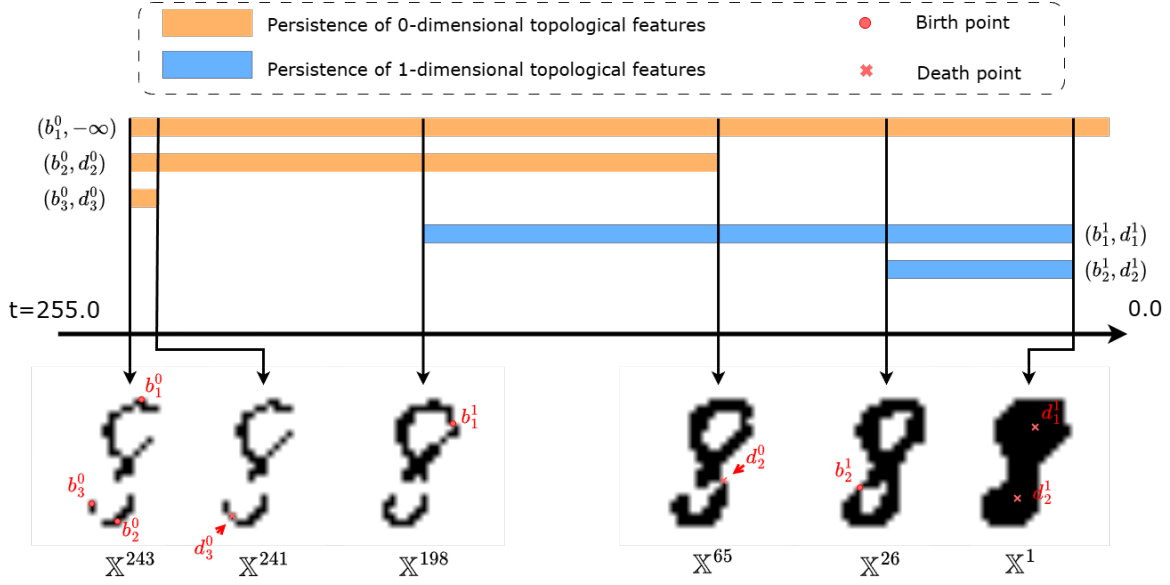 Persistence of 0-dimensional topological features
Birth point
Persistence of 1-dimensional topological features
Death point
(b₁⁰, −∞)
(b₂⁰, d₂⁰)
(b₃⁰, d₃⁰)
(b₁¹, d₁¹)
(b₂¹, d₂¹)
t=255.0
0.0
b₁⁰
b₃⁰
b₂⁰
d₃⁰
b₁¹
d₂⁰
b₂¹
d₁¹
d₂¹
𝕏²⁴³
𝕏²⁴¹
𝕏¹⁹⁸
𝕏⁶⁵
𝕏²⁶
𝕏¹